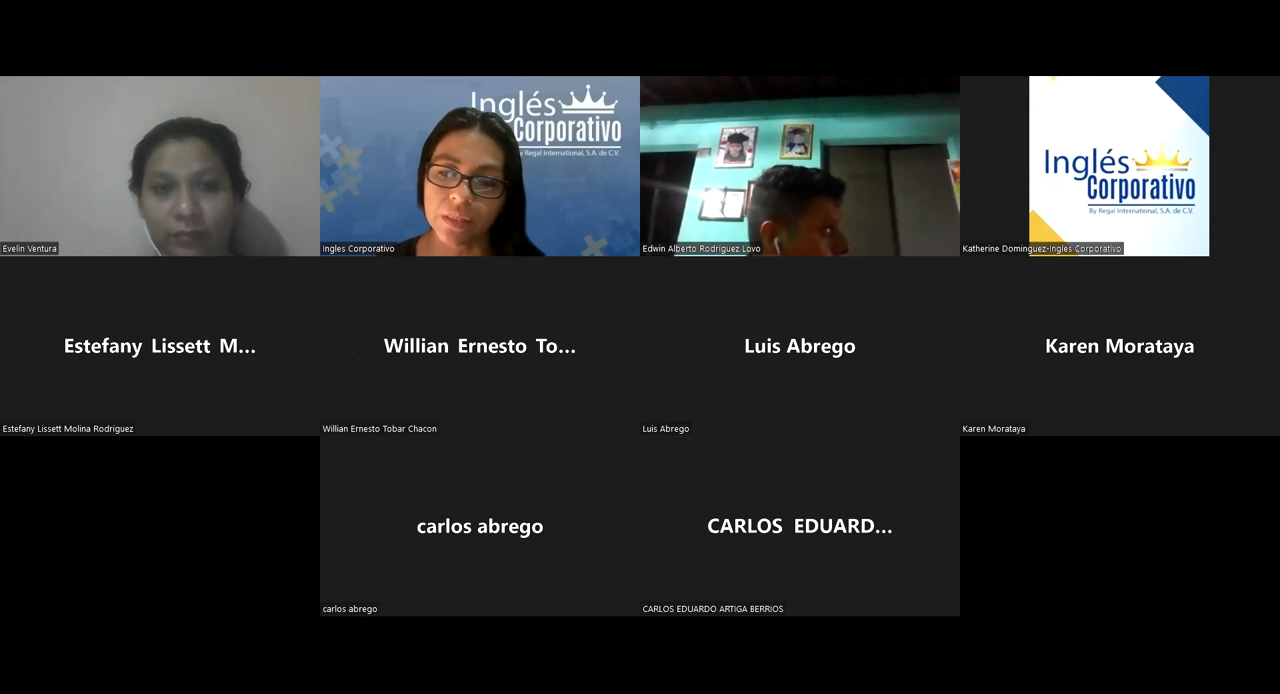 Inglés
Corporativo
By Regal International, S.A. de C.V.
Evelin Ventura
Ingles Corporativo
Edwin Alberto Rodriguez Lovo
Inglés
Corporativo
By Regal International, S.A. de C.V.
Katherine Dominguez-Ingles Corporativo
Estefany Lissett M...
Willian Ernesto To...
Luis Abrego
Karen Morataya
Estefany Lissett Molina Rodriguez
Willian Ernesto Tobar Chacon
Luis Abrego
Karen Morataya
carlos abrego
CARLOS EDUARD...
carlos abrego
CARLOS EDUARDO ARTIGA BERRIOS